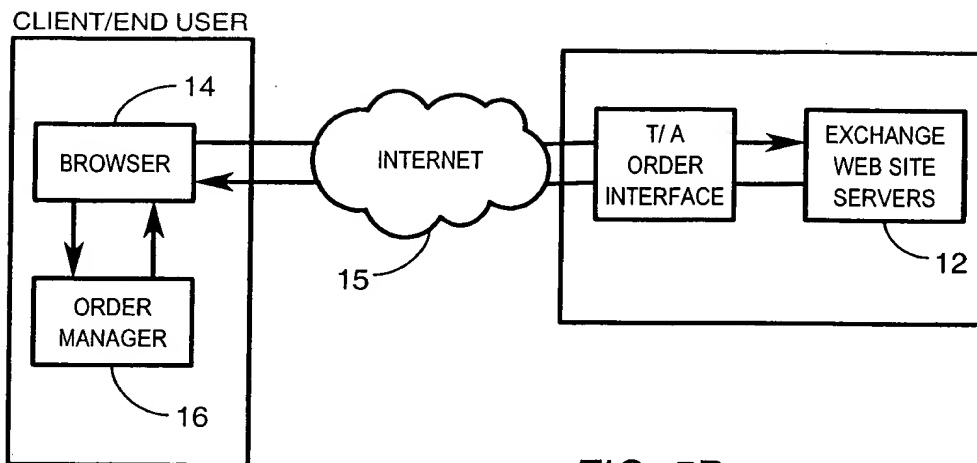 CLIENT/END USER
14
BROWSER
ORDER
MANAGER
16
INTERNET
15
T/A
ORDER
INTERFACE
EXCHANGE
WEB SITE
SERVERS
12